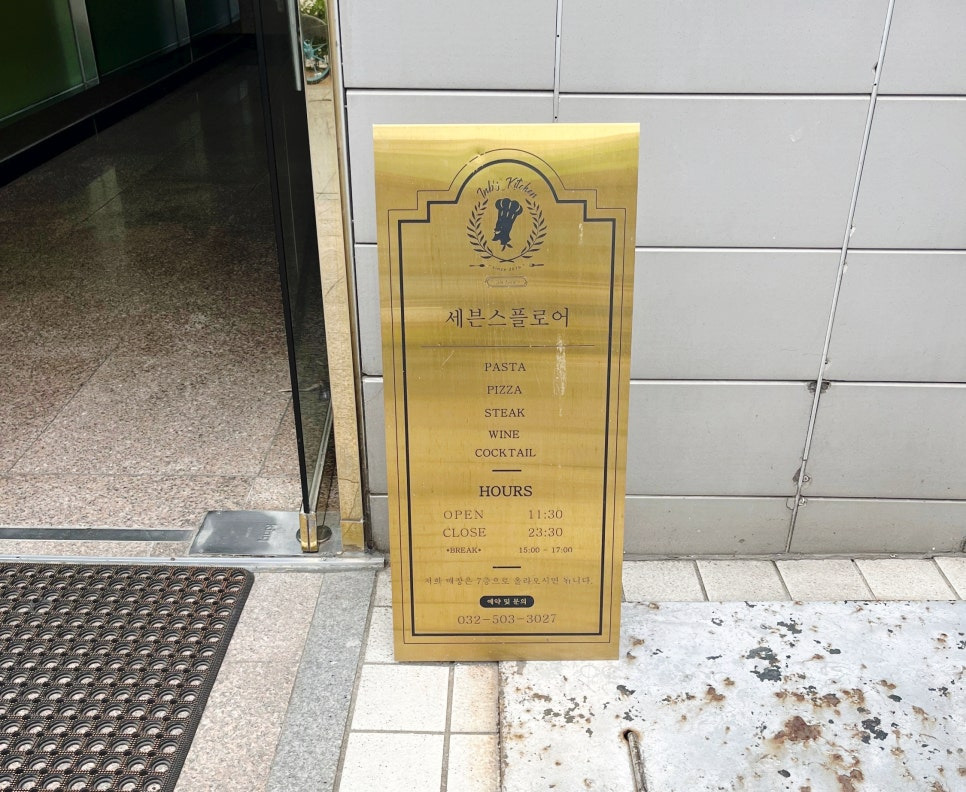 Kitchen
세븐스플로어
PASTA
PIZZA
STEAK
WINE
COCKTAIL
HOURS
OPEN 11:30
CLOSE 23:30
•BREAK• 15:00 - 17:00
저희 매장은 7층으로 올라오시면 됩니다.
예약 및 문의
032-503-3027